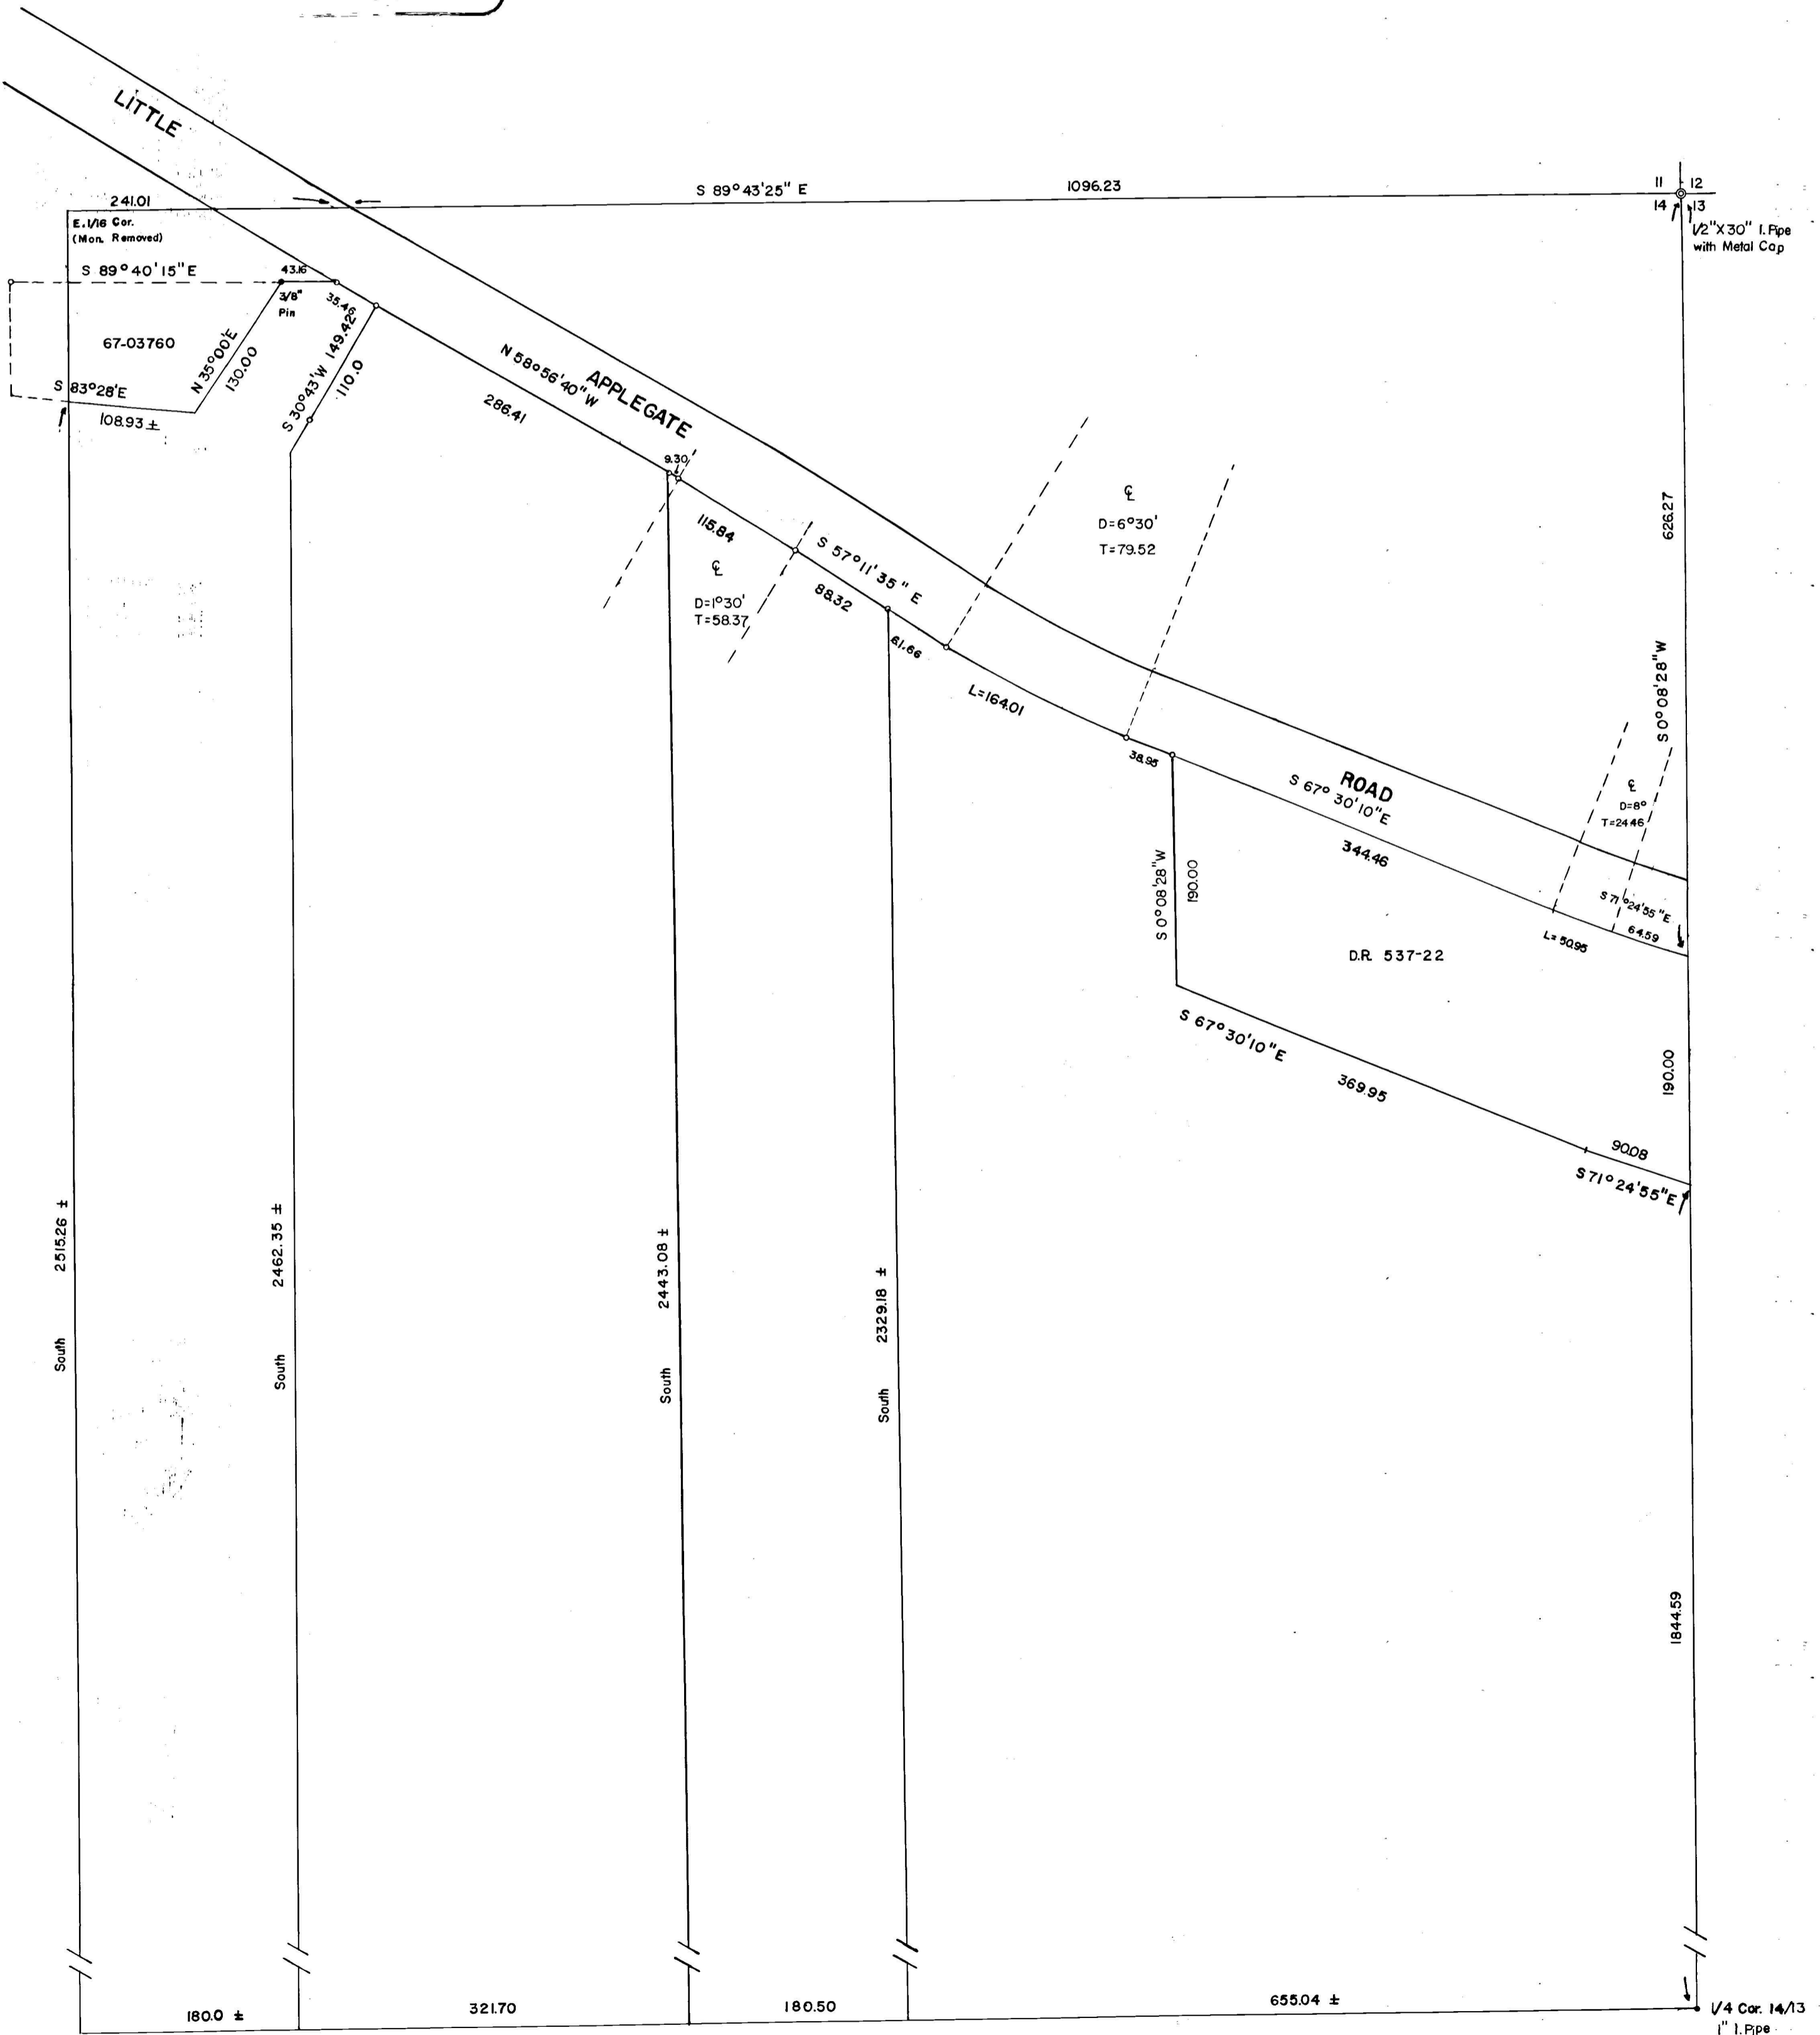 LITTLE
S 89°43'25" E
1096.23
241.01
11
12
14
13
E. 1/16 Cor.
(Mon. Removed)
1/2"X30" I. Pipe
with Metal Cap
S 89°40'15"E
43.16
3/8"
Pin
35.46
67-03760
N 35°00'E
130.00
S 83°28'E
108.93 ±
S 30°43'W 149.42
110.0
N 58°56'40" W
286.41
APPLEGATE
9.30
115.84
℄
D=1°30'
T=58.37
S 57°11'35" E
88.32
61.66
℄
D=6°30'
T=79.52
L=164.01
38.95
626.27
S 0°08'28"W
ROAD
S 67°30'10"E
344.46
℄
D=8°
T=24.46
S 71°24'55"E
64.59
L=50.95
S 0°08'28"W
190.00
D.R. 537-22
S 67°30'10"E
369.95
190.00
90.08
S 71°24'55"E
South 2515.26 ±
South 2462.35 ±
South 2443.08 ±
South 2329.18 ±
1844.59
180.0 ±
321.70
180.50
655.04 ±
1/4 Cor. 14/13
1" I. Pipe